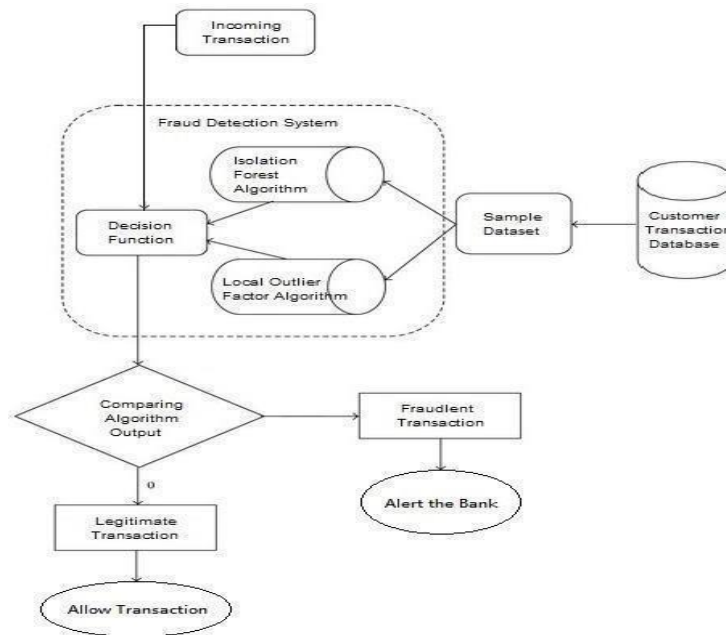 Incoming
Transaction
Fraud Detection System
Isolation
Forest
Algorithm
Decision
Function
Sample
Dataset
Customer
Transaction
Database
Local Outlier
Factor Algorithm
Comparing
Algorithm
Output
Fraudlent
Transaction
0
Alert the Bank
Legitimate
Transaction
Allow Transaction